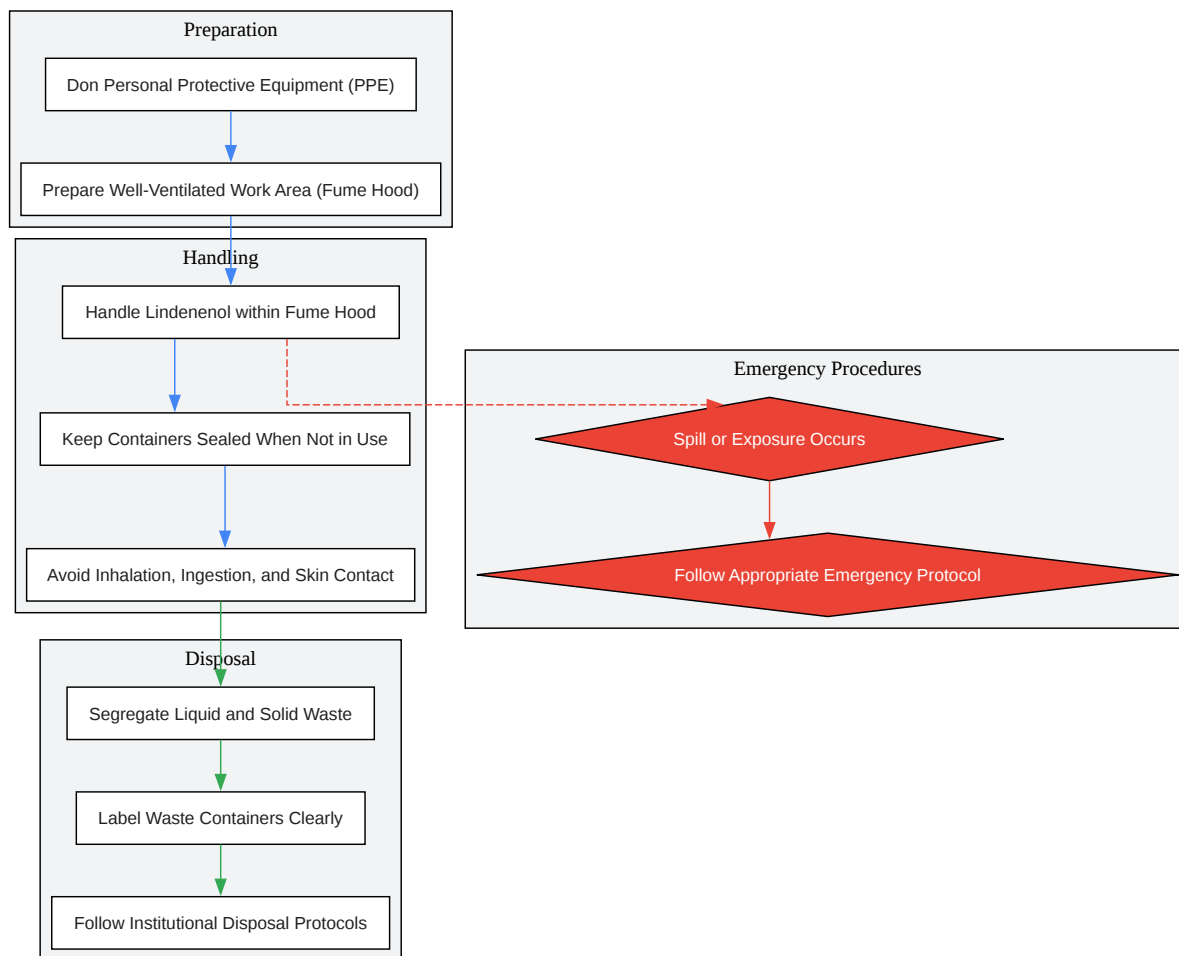 Preparation
Don Personal Protective Equipment (PPE)
Prepare Well-Ventilated Work Area (Fume Hood)
Handling
Handle Lindenenol within Fume Hood
Keep Containers Sealed When Not in Use
Avoid Inhalation, Ingestion, and Skin Contact
Emergency Procedures
Spill or Exposure Occurs
Follow Appropriate Emergency Protocol
Disposal
Segregate Liquid and Solid Waste
Label Waste Containers Clearly
Follow Institutional Disposal Protocols